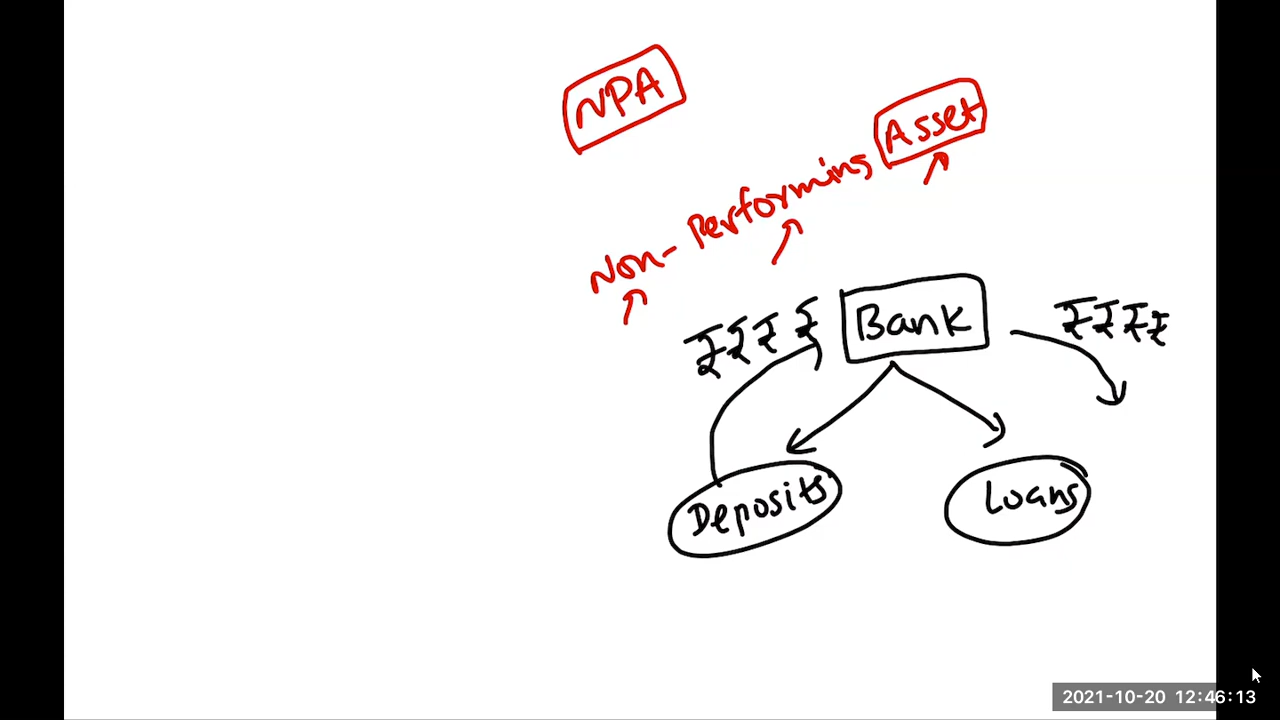 NPA
Non-Performing Asset
₹₹₹₹ Bank ₹₹₹₹
Deposits Loans
2021-10-20 12:46:13